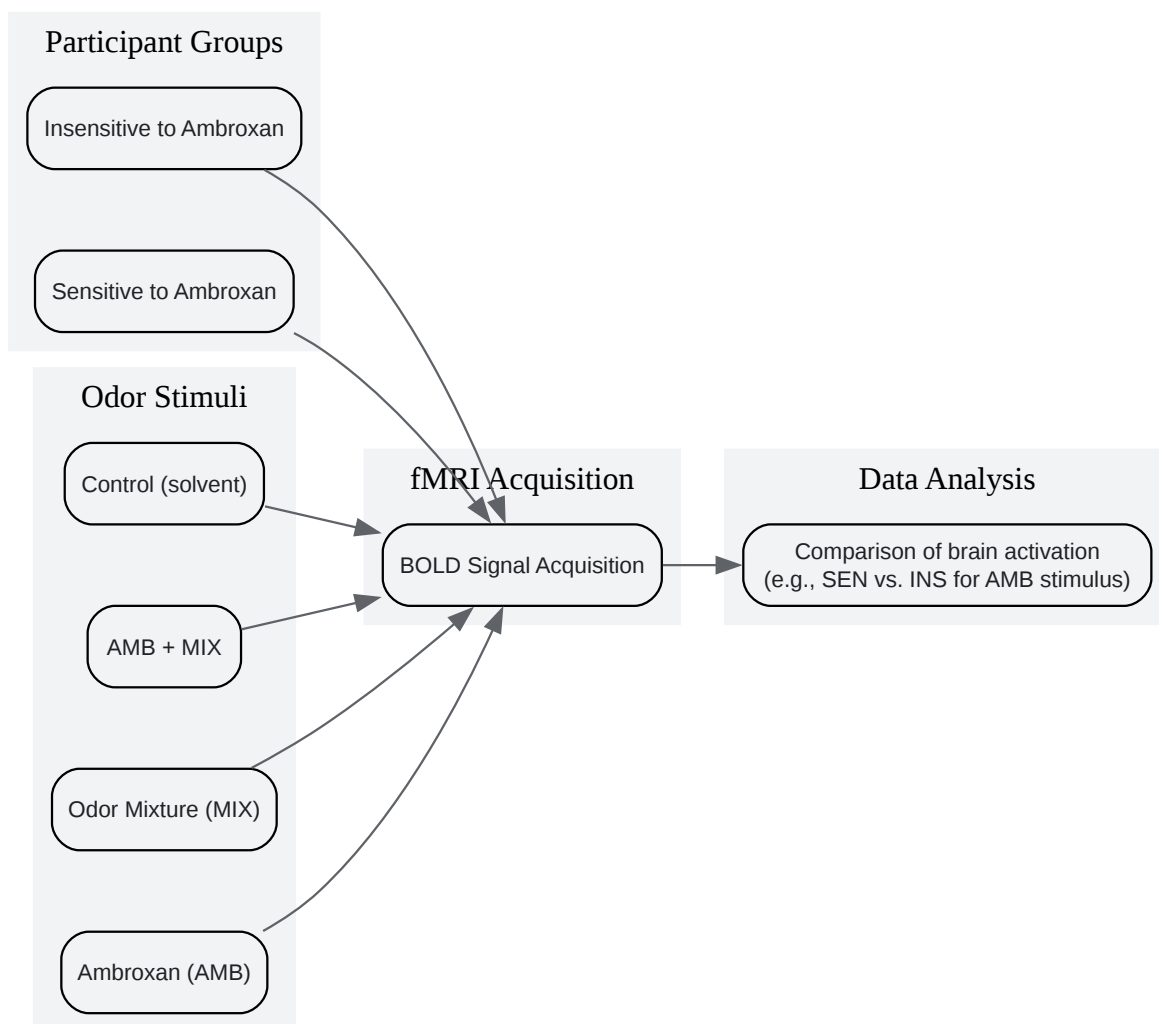 Participant Groups
Insensitive to Ambroxan
Sensitive to Ambroxan
Odor Stimuli
Control (solvent)
AMB + MIX
Odor Mixture (MIX)
Ambroxan (AMB)
fMRI Acquisition
BOLD Signal Acquisition
Data Analysis
Comparison of brain activation
(e.g., SEN vs. INS for AMB stimulus)